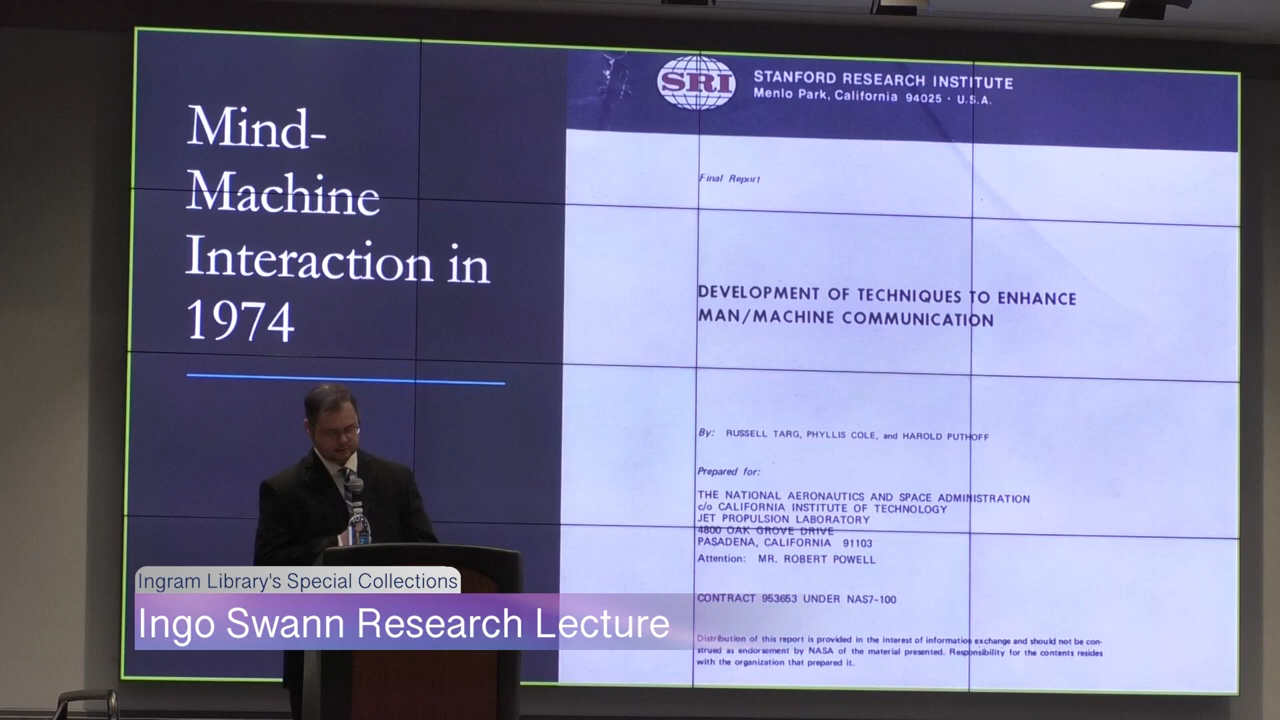 Mind-
Machine
Interaction in
1974
SRI
STANFORD RESEARCH INSTITUTE
Menlo Park, California 94025 · U.S.A.
Final Report
DEVELOPMENT OF TECHNIQUES TO ENHANCE
MAN/MACHINE COMMUNICATION
By: RUSSELL TARG, PHYLLIS COLE, and HAROLD PUTHOFF
Prepared for:
THE NATIONAL AERONAUTICS AND SPACE ADMINISTRATION
c/o CALIFORNIA INSTITUTE OF TECHNOLOGY
JET PROPULSION LABORATORY
4800 OAK GROVE DRIVE
PASADENA, CALIFORNIA 91103
Attention: MR. ROBERT POWELL
CONTRACT 953653 UNDER NAS7-100
Distribution of this report is provided in the interest of information exchange and should not be con-
strued as endorsement by NASA of the material presented. Responsibility for the contents resides
with the organization that prepared it.
Ingram Library's Special Collections
Ingo Swann Research Lecture